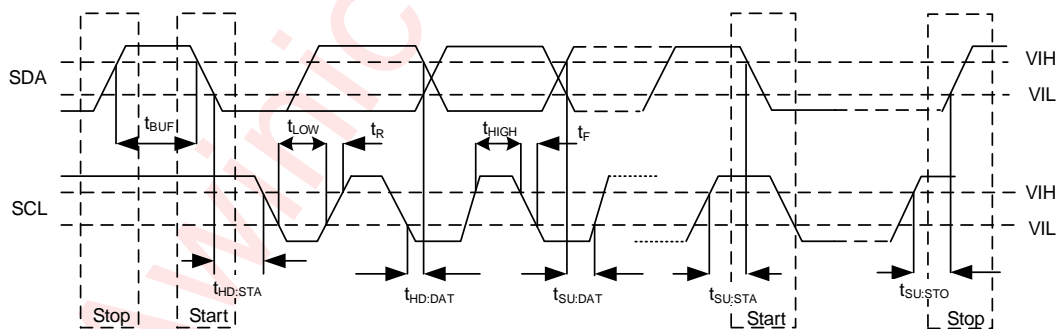 SDA
VIH
VIL
tBUF
tLOW
tR
tHIGH
tF
SCL
VIH
VIL
tHD:STA
tHD:DAT
tSU:DAT
tSU:STA
tSU:STO
Stop
Start
Start
Stop
awinic